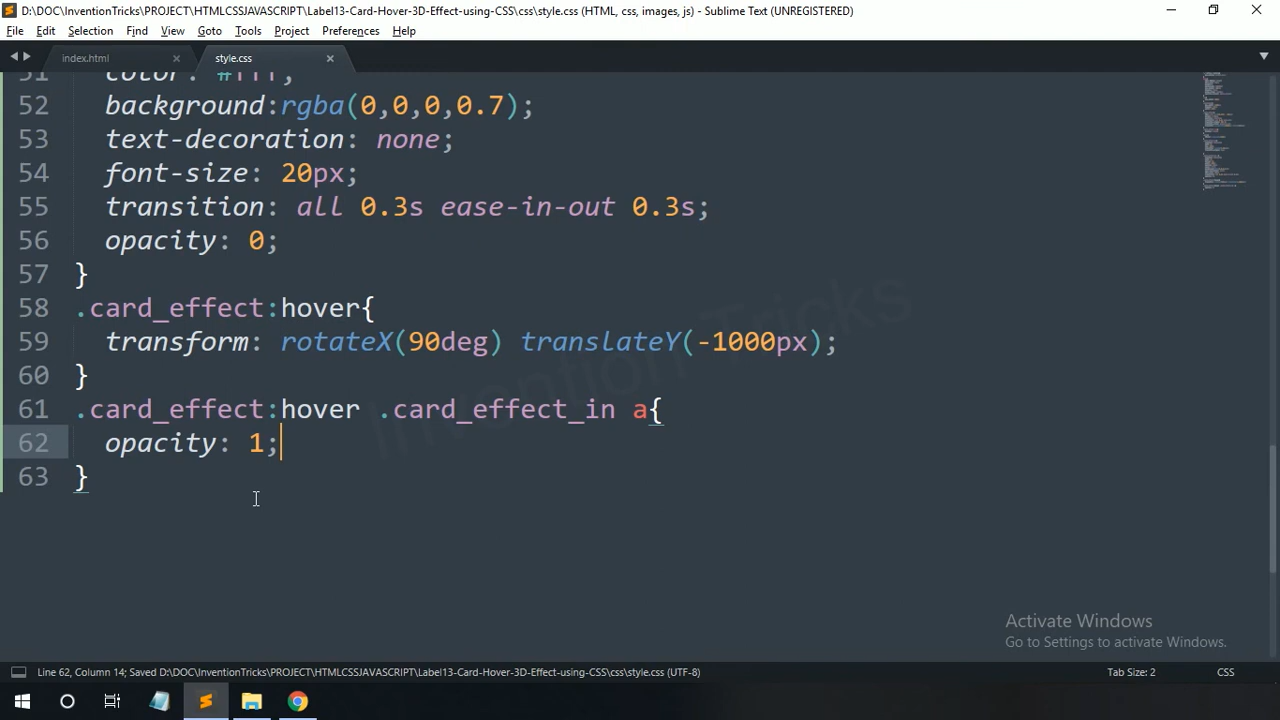 D:\DOC\InventionTricks\PROJECT\HTMLCSSJAVASCRIPT\Label13-Card-Hover-3D-Effect-using-CSS\css\style.css (HTML, css, images, js) - Sublime Text (UNREGISTERED)
File Edit Selection Find View Goto Tools Project Preferences Help
index.html style.css
51 color: #fff;
52 background:rgba(0,0,0,0.7);
53 text-decoration: none;
54 font-size: 20px;
55 transition: all 0.3s ease-in-out 0.3s;
56 opacity: 0;
57 }
58 .card_effect:hover{
59 transform: rotateX(90deg) translateY(-1000px);
60 }
61 .card_effect:hover .card_effect_in a{
62 opacity: 1;
63 }
Invention Tricks
Activate Windows
Go to Settings to activate Windows.
Line 62, Column 14; Saved D:\DOC\InventionTricks\PROJECT\HTMLCSSJAVASCRIPT\Label13-Card-Hover-3D-Effect-using-CSS\css\style.css (UTF-8) Tab Size: 2 CSS